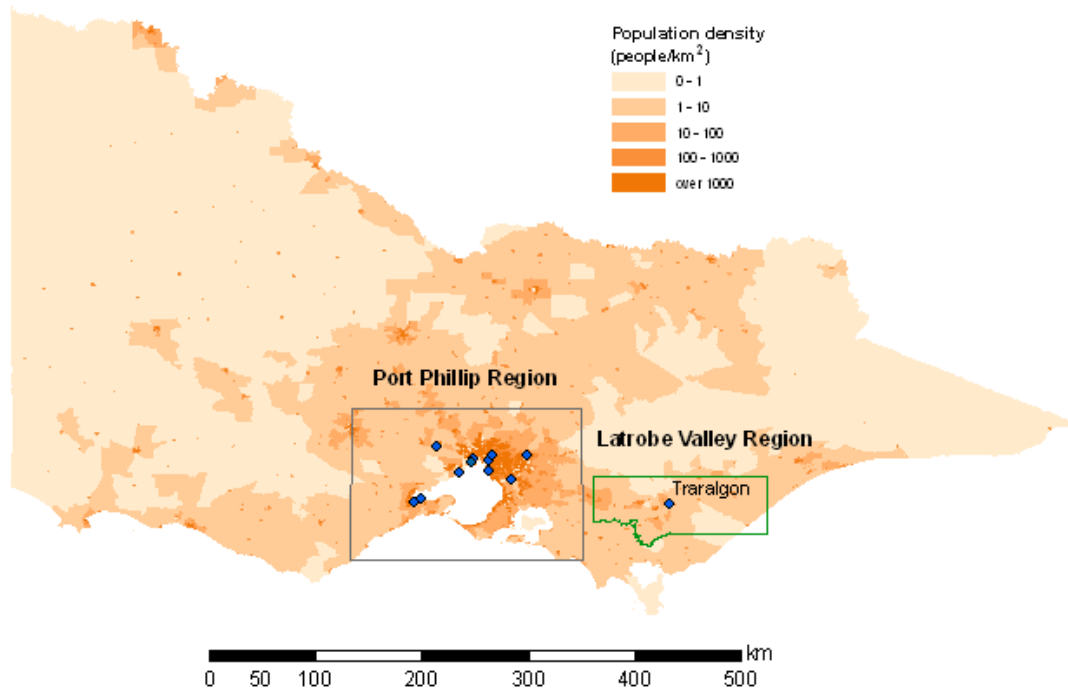 Population density
(people/km²)
0 - 1
1 - 10
10 - 100
100 - 1000
over 1000
Port Phillip Region
Latrobe Valley Region
Traralgon
km
0 50 100 200 300 400 500